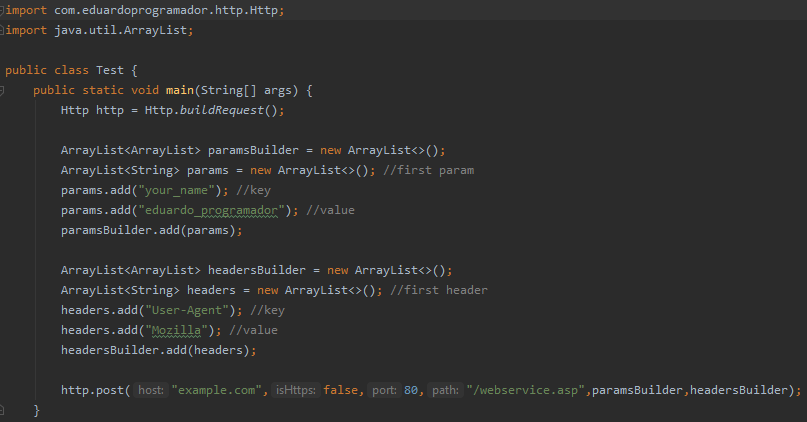 import com.eduardoprogramador.http.Http;
import java.util.ArrayList;
public class Test {
public static void main(String[] args) {
Http http = Http.buildRequest();
ArrayList<ArrayList> paramsBuilder = new ArrayList<>();
ArrayList<String> params = new ArrayList<>(); //first param
params.add("your_name"); //key
params.add("eduardo_programador"); //value
paramsBuilder.add(params);
ArrayList<ArrayList> headersBuilder = new ArrayList<>();
ArrayList<String> headers = new ArrayList<>(); //first header
headers.add("User-Agent"); //key
headers.add("Mozilla"); //value
headersBuilder.add(headers);
http.post( host: "example.com", isHttps: false, port: 80, path: "/webservice.asp",paramsBuilder,headersBuilder);
}